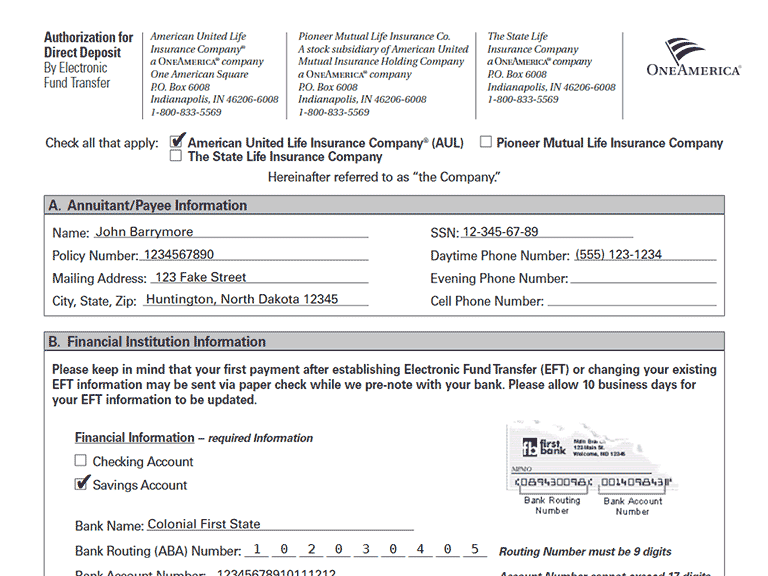 Authorization for
Direct Deposit
By Electronic
Fund Transfer
American United Life
Insurance Company®
a ONEAMERICA® company
One American Square
P.O. Box 6008
Indianapolis, IN 46206-6008
1-800-833-5569
Pioneer Mutual Life Insurance Co.
A stock subsidiary of American United
Mutual Insurance Holding Company
a ONEAMERICA® company
P.O. Box 6008
Indianapolis, IN 46206-6008
1-800-833-5569
The State Life
Insurance Company
a ONEAMERICA® company
P.O. Box 6008
Indianapolis, IN 46206-6008
1-800-833-5569
ONEAMERICA®
Check all that apply: American United Life Insurance Company® (AUL) Pioneer Mutual Life Insurance Company
The State Life Insurance Company
Hereinafter referred to as “the Company.”
A. Annuitant/Payee Information
Name: John Barrymore SSN: 12-345-67-89
Policy Number: 1234567890 Daytime Phone Number: (555) 123-1234
Mailing Address: 123 Fake Street Evening Phone Number:
City, State, Zip: Huntington, North Dakota 12345 Cell Phone Number:
B. Financial Institution Information
Please keep in mind that your first payment after establishing Electronic Fund Transfer (EFT) or changing your existing
EFT information may be sent via paper check while we pre-note with your bank. Please allow 10 business days for
your EFT information to be updated.
Financial Information – required Information
Checking Account
Savings Account
fb first bank
Main Branch
123 Main St.
Welcome, ND 12345
MEMO
089430098 001409843
Bank Routing
Number
Bank Account
Number
Bank Name: Colonial First State
Bank Routing (ABA) Number: 1 0 2 0 3 0 4 0 5 Routing Number must be 9 digits
Bank Account Number: 12345678910111212 Account Number cannot exceed 17 digits